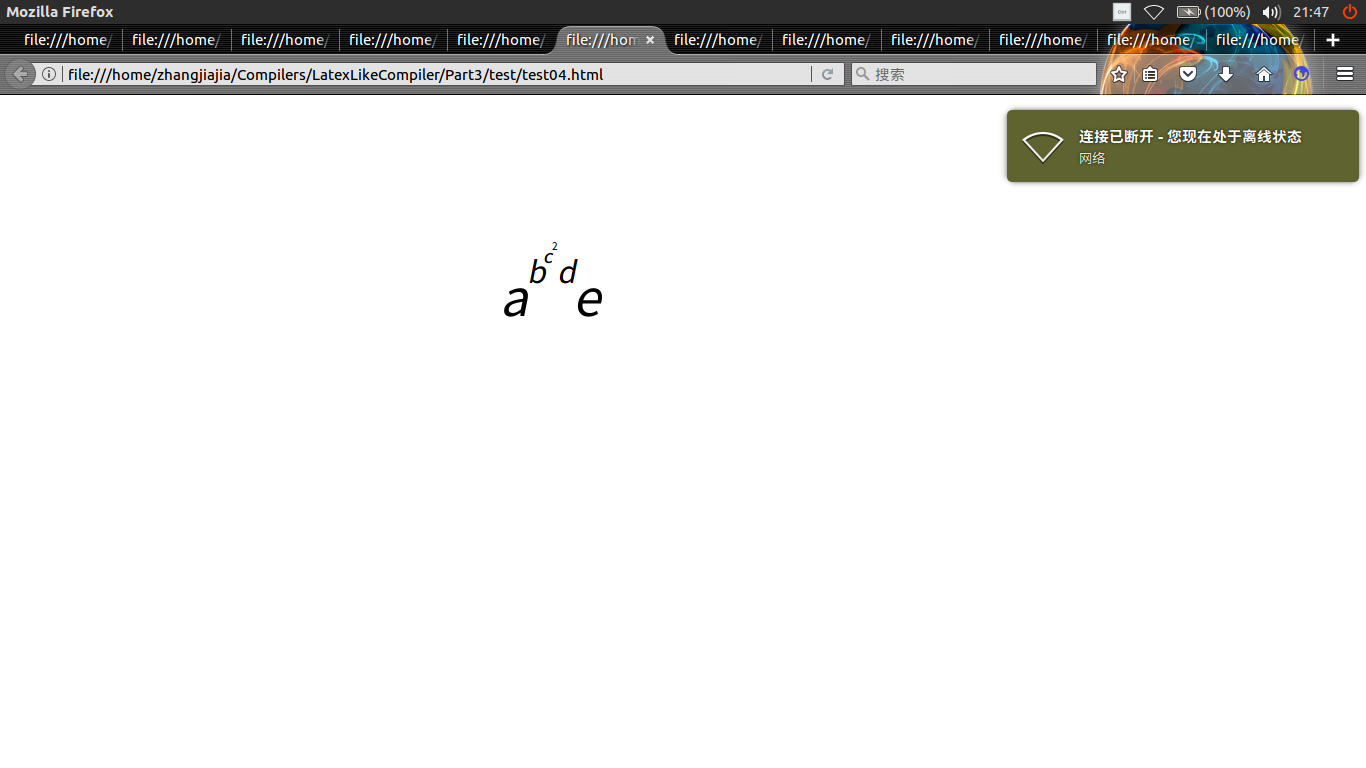 Mozilla Firefox (100%) 21:47
file:///home/ file:///home/ file:///home/ file:///home/ file:///home/ file:///hom × file:///home/ file:///home/ file:///home/ file:///home/ file:///home/ file:///home/ +
file:///home/zhangjiajia/Compilers/LatexLikeCompiler/Part3/test/test04.html 搜索
连接已断开 - 您现在处于离线状态
网络
a^{b^{c^{2}}d}e